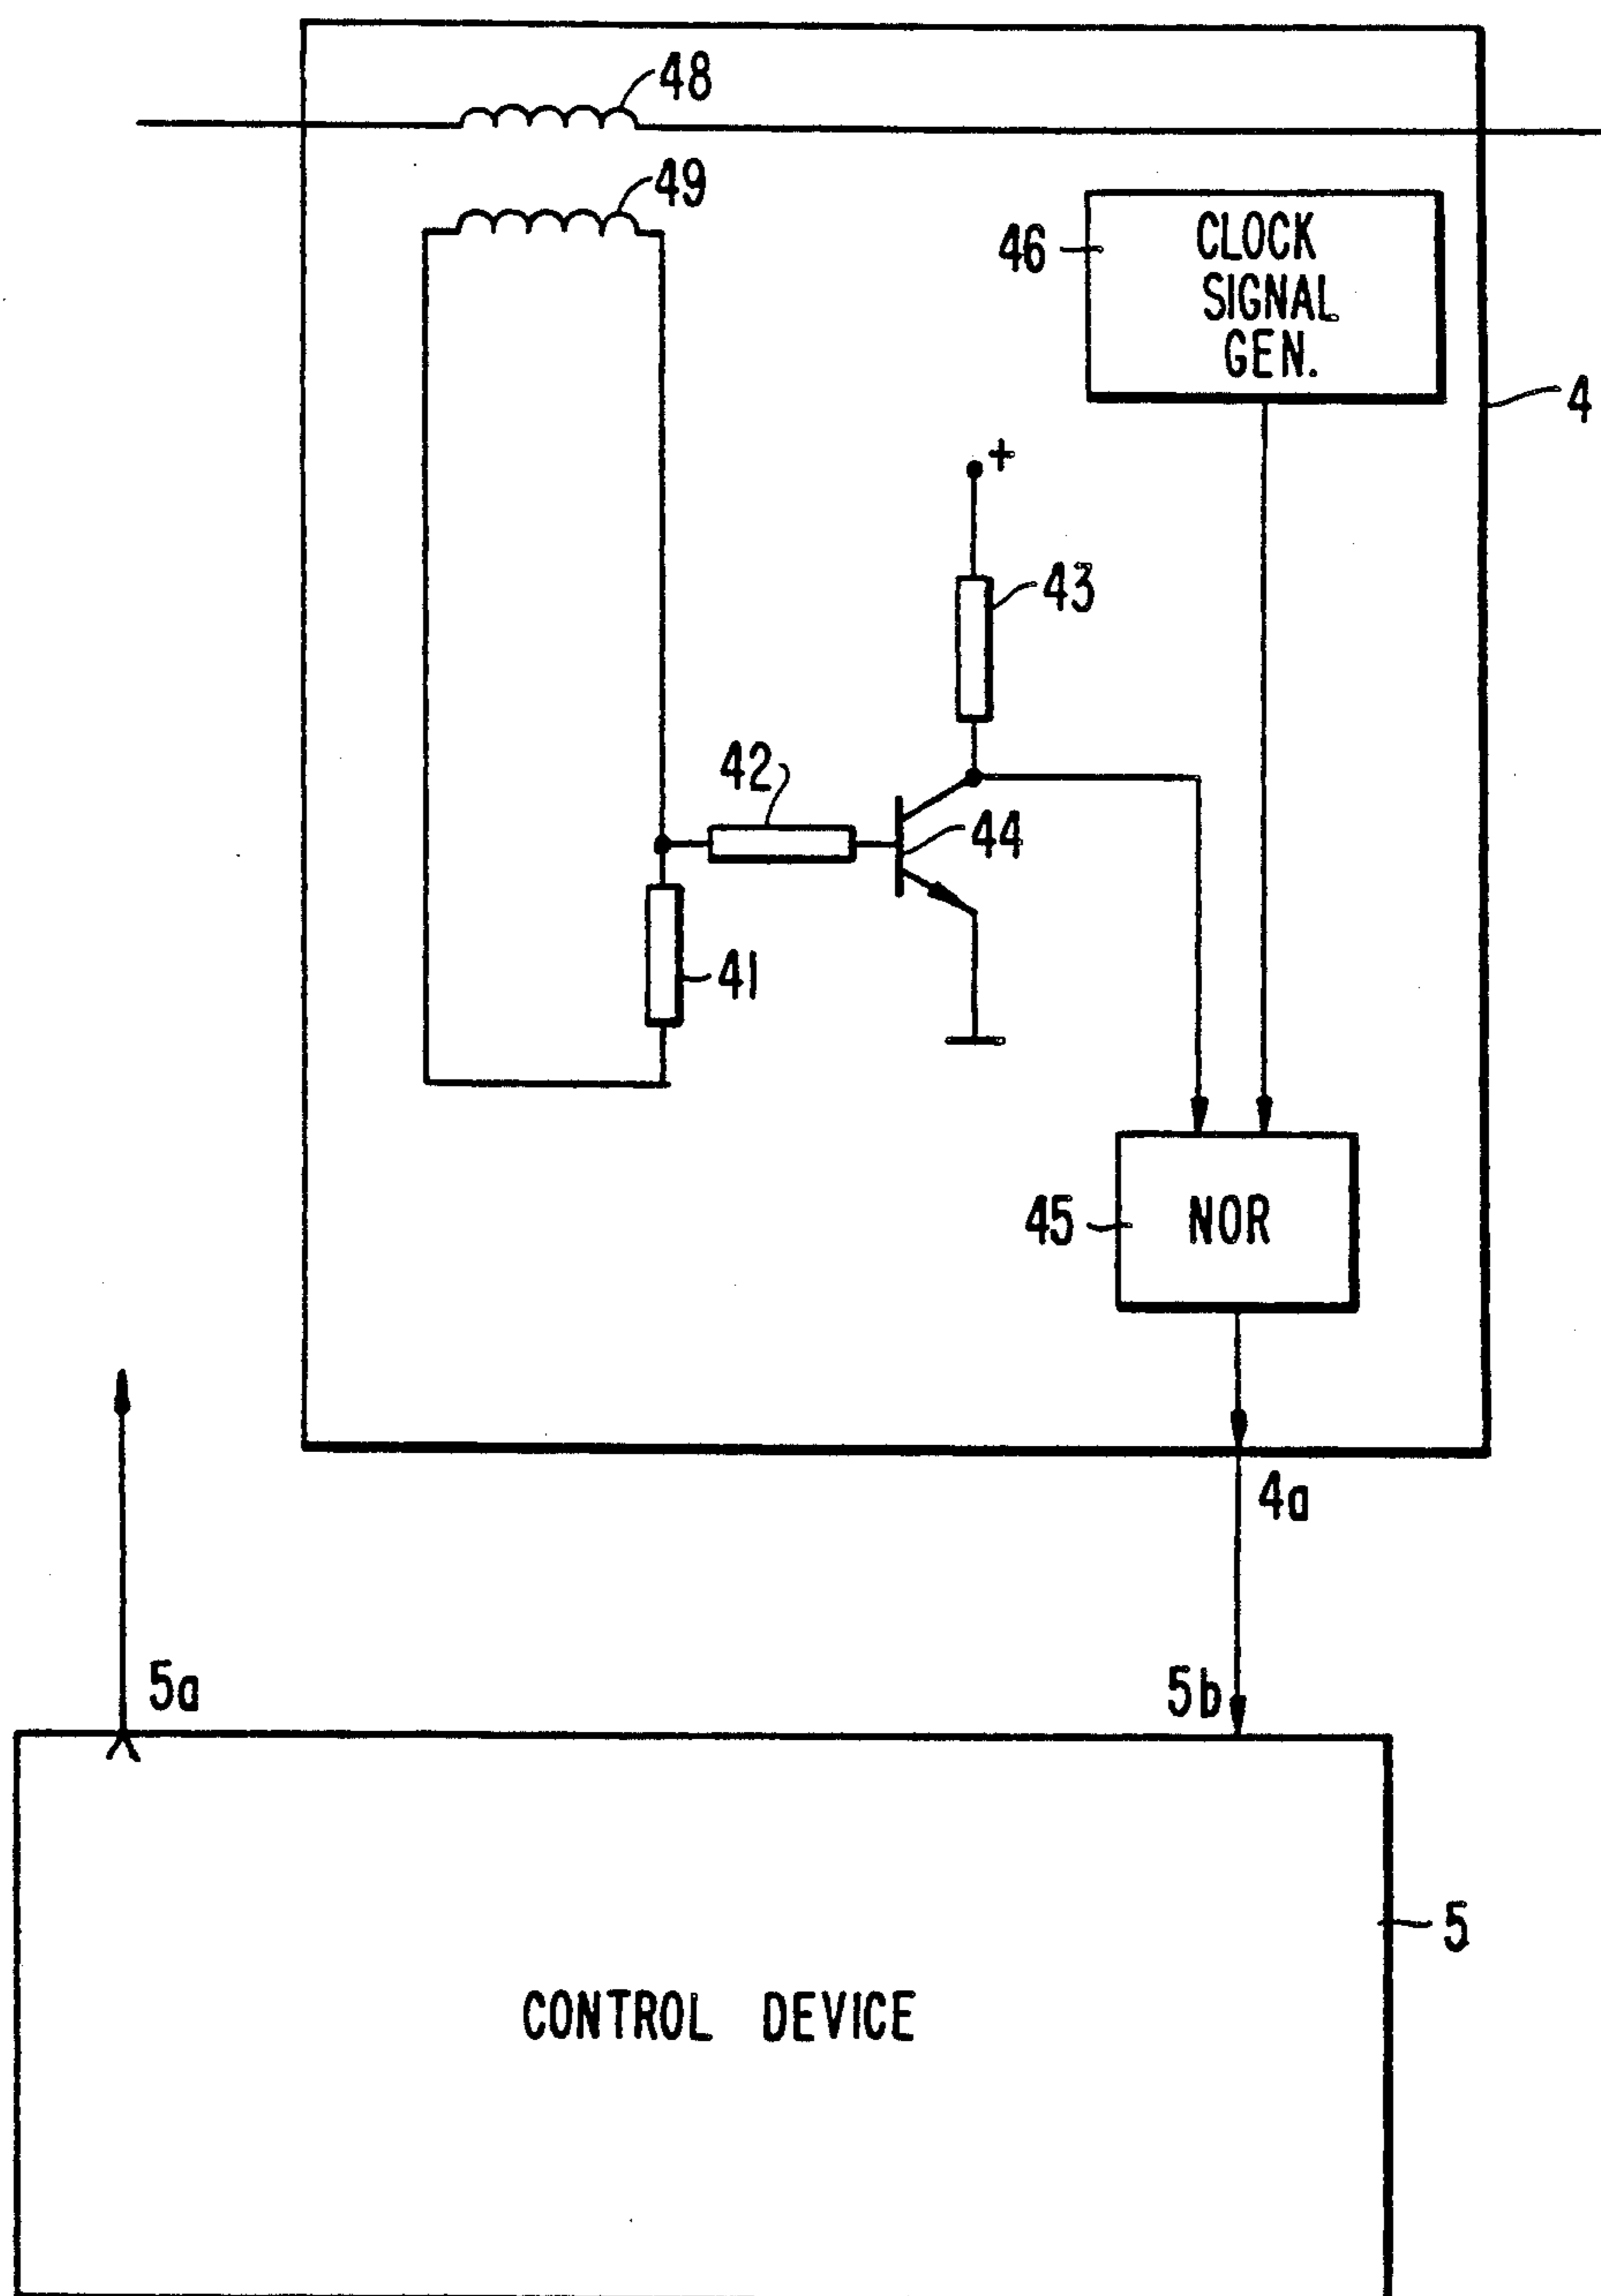 48
49
46
CLOCK
SIGNAL
GEN.
4
+
43
42
44
41
45
NOR
4a
5a
5b
5
CONTROL DEVICE